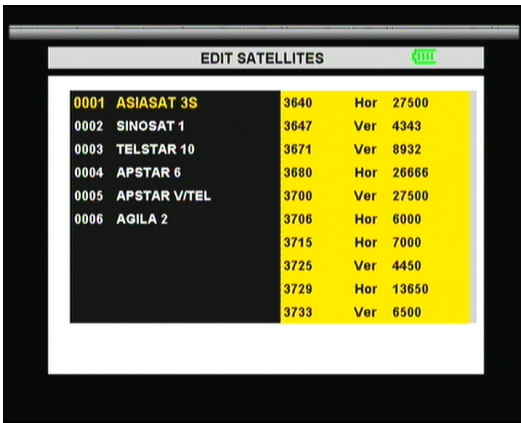 EDIT SATELLITES
0001 ASIASAT 3S 3640 Hor 27500
0002 SINOSAT 1 3647 Ver 4343
0003 TELSTAR 10 3671 Ver 8932
0004 APSTAR 6 3680 Hor 26666
0005 APSTAR V/TEL 3700 Ver 27500
0006 AGILA 2 3706 Hor 6000
3715 Hor 7000
3725 Ver 4450
3729 Hor 13650
3733 Ver 6500